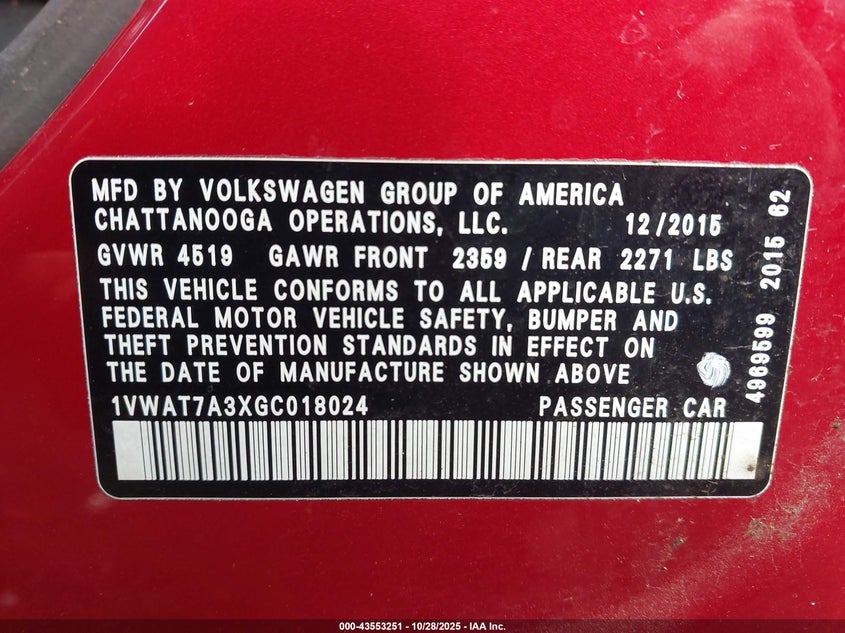 MFD BY VOLKSWAGEN GROUP OF AMERICA
CHATTANOOGA OPERATIONS, LLC. 12/2015
GVWR 4519 GAWR FRONT 2359 / REAR 2271 LBS
THIS VEHICLE CONFORMS TO ALL APPLICABLE U.S.
FEDERAL MOTOR VEHICLE SAFETY, BUMPER AND
THEFT PREVENTION STANDARDS IN EFFECT ON
THE DATE OF MANUFACTURE SHOWN ABOVE
1VWAT7A3XGC018024 PASSENGER CAR
4969599 2015 62
000-43553251 - 10/28/2025 - IAA Inc.